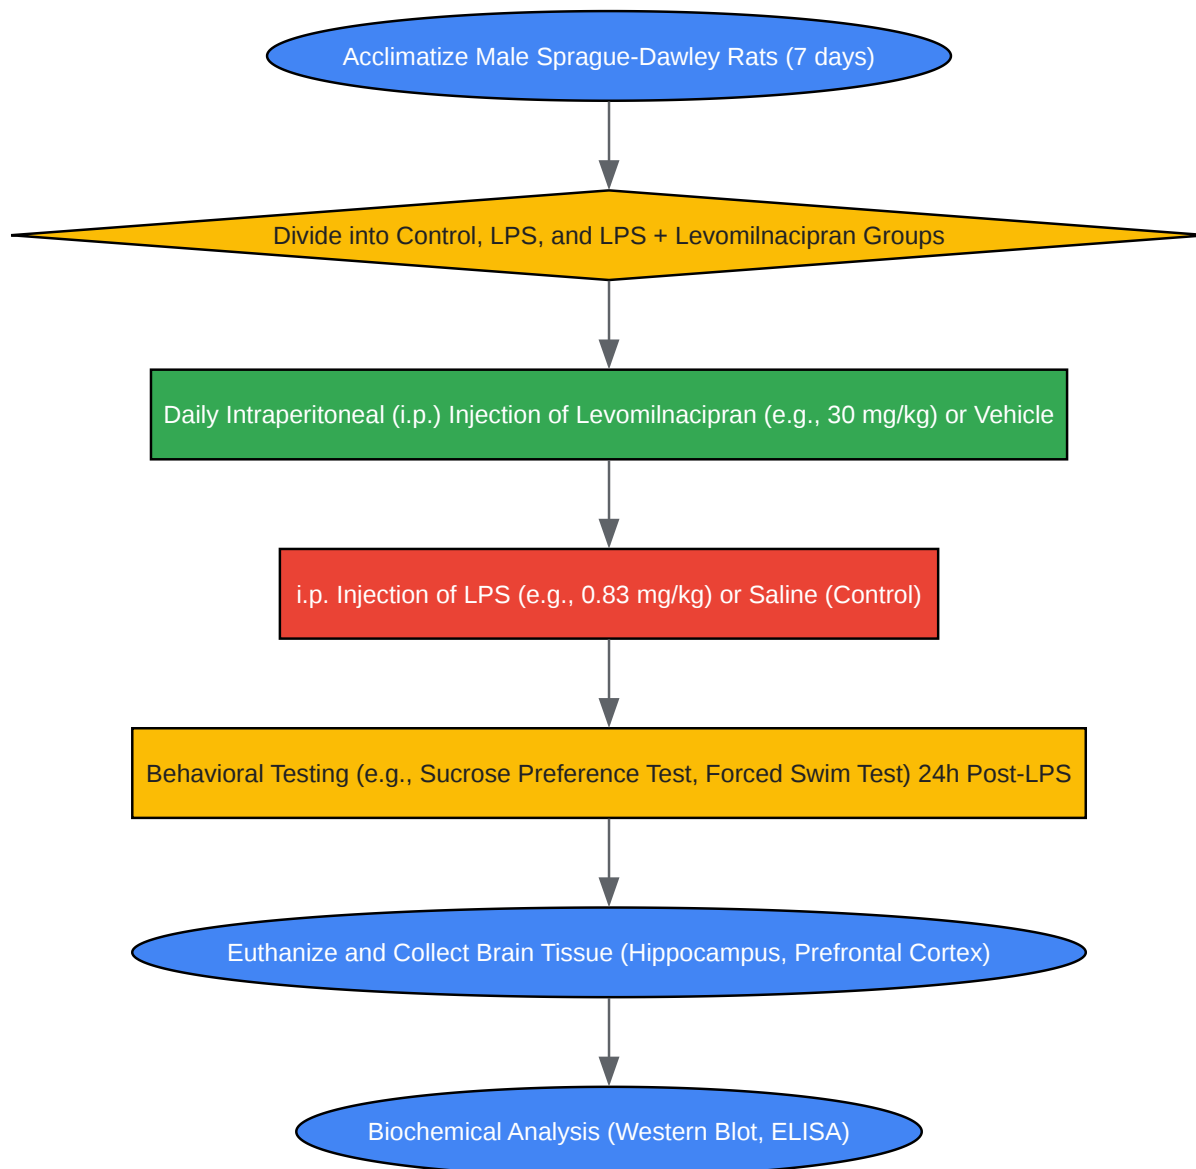 Acclimatize Male Sprague-Dawley Rats (7 days)
Divide into Control, LPS, and LPS + Levomilnacipran Groups
Daily Intraperitoneal (i.p.) Injection of Levomilnacipran (e.g., 30 mg/kg) or Vehicle
i.p. Injection of LPS (e.g., 0.83 mg/kg) or Saline (Control)
Behavioral Testing (e.g., Sucrose Preference Test, Forced Swim Test) 24h Post-LPS
Euthanize and Collect Brain Tissue (Hippocampus, Prefrontal Cortex)
Biochemical Analysis (Western Blot, ELISA)